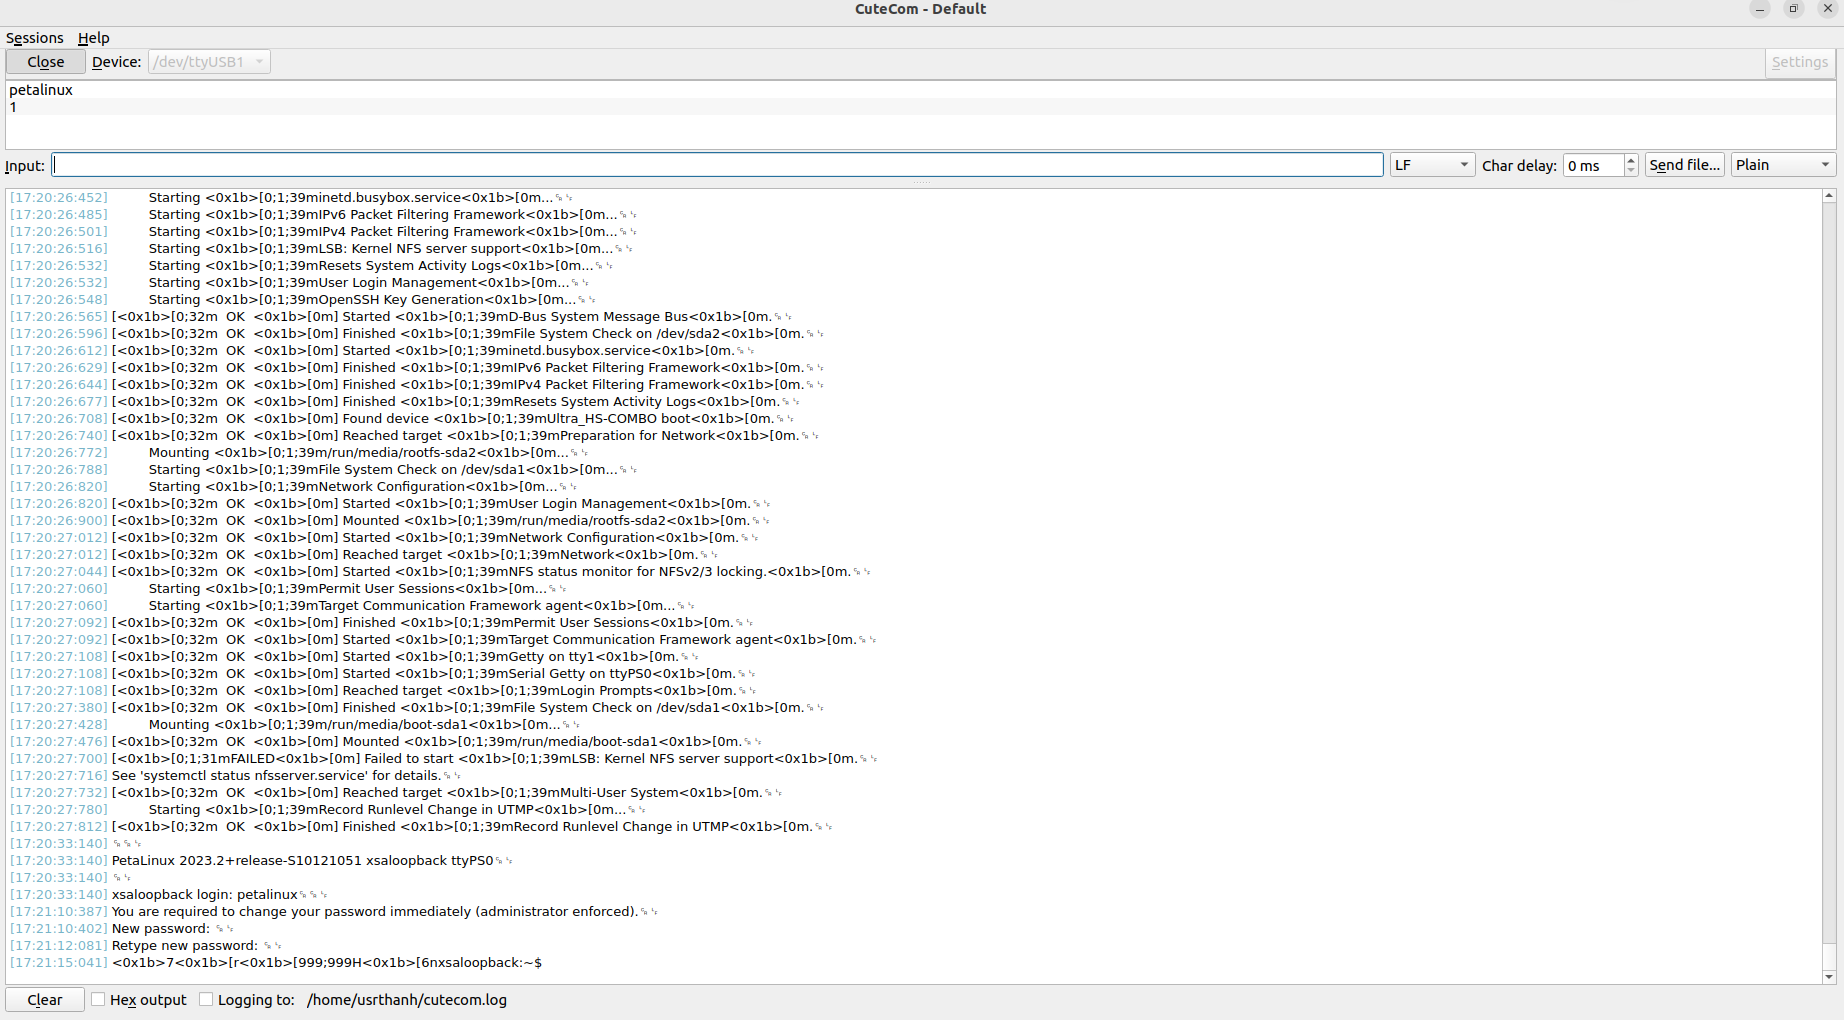 CuteCom - Default
Sessions Help
Close Device: /dev/ttyUSB1 Settings
petalinux
1
Input: LF Char delay: 0 ms Send file... Plain
[17:20:26:452] Starting <0x1b>[0;1;39minetd.busybox.service<0x1b>[0m...␍␊
[17:20:26:485] Starting <0x1b>[0;1;39mIPv6 Packet Filtering Framework<0x1b>[0m...␍␊
[17:20:26:501] Starting <0x1b>[0;1;39mIPv4 Packet Filtering Framework<0x1b>[0m...␍␊
[17:20:26:516] Starting <0x1b>[0;1;39mLSB: Kernel NFS server support<0x1b>[0m...␍␊
[17:20:26:532] Starting <0x1b>[0;1;39mResets System Activity Logs<0x1b>[0m...␍␊
[17:20:26:532] Starting <0x1b>[0;1;39mUser Login Management<0x1b>[0m...␍␊
[17:20:26:548] Starting <0x1b>[0;1;39mOpenSSH Key Generation<0x1b>[0m...␍␊
[17:20:26:565] [<0x1b>[0;32m  OK  <0x1b>[0m] Started <0x1b>[0;1;39mD-Bus System Message Bus<0x1b>[0m.␍␊
[17:20:26:596] [<0x1b>[0;32m  OK  <0x1b>[0m] Finished <0x1b>[0;1;39mFile System Check on /dev/sda2<0x1b>[0m.␍␊
[17:20:26:612] [<0x1b>[0;32m  OK  <0x1b>[0m] Started <0x1b>[0;1;39minetd.busybox.service<0x1b>[0m.␍␊
[17:20:26:629] [<0x1b>[0;32m  OK  <0x1b>[0m] Finished <0x1b>[0;1;39mIPv6 Packet Filtering Framework<0x1b>[0m.␍␊
[17:20:26:644] [<0x1b>[0;32m  OK  <0x1b>[0m] Finished <0x1b>[0;1;39mIPv4 Packet Filtering Framework<0x1b>[0m.␍␊
[17:20:26:677] [<0x1b>[0;32m  OK  <0x1b>[0m] Finished <0x1b>[0;1;39mResets System Activity Logs<0x1b>[0m.␍␊
[17:20:26:708] [<0x1b>[0;32m  OK  <0x1b>[0m] Found device <0x1b>[0;1;39mUltra_HS-COMBO boot<0x1b>[0m.␍␊
[17:20:26:740] [<0x1b>[0;32m  OK  <0x1b>[0m] Reached target <0x1b>[0;1;39mPreparation for Network<0x1b>[0m.␍␊
[17:20:26:772] Mounting <0x1b>[0;1;39m/run/media/rootfs-sda2<0x1b>[0m...␍␊
[17:20:26:788] Starting <0x1b>[0;1;39mFile System Check on /dev/sda1<0x1b>[0m...␍␊
[17:20:26:820] Starting <0x1b>[0;1;39mNetwork Configuration<0x1b>[0m...␍␊
[17:20:26:820] [<0x1b>[0;32m  OK  <0x1b>[0m] Started <0x1b>[0;1;39mUser Login Management<0x1b>[0m.␍␊
[17:20:26:900] [<0x1b>[0;32m  OK  <0x1b>[0m] Mounted <0x1b>[0;1;39m/run/media/rootfs-sda2<0x1b>[0m.␍␊
[17:20:27:012] [<0x1b>[0;32m  OK  <0x1b>[0m] Started <0x1b>[0;1;39mNetwork Configuration<0x1b>[0m.␍␊
[17:20:27:012] [<0x1b>[0;32m  OK  <0x1b>[0m] Reached target <0x1b>[0;1;39mNetwork<0x1b>[0m.␍␊
[17:20:27:044] [<0x1b>[0;32m  OK  <0x1b>[0m] Started <0x1b>[0;1;39mNFS status monitor for NFSv2/3 locking.<0x1b>[0m.␍␊
[17:20:27:060] Starting <0x1b>[0;1;39mPermit User Sessions<0x1b>[0m...␍␊
[17:20:27:060] Starting <0x1b>[0;1;39mTarget Communication Framework agent<0x1b>[0m...␍␊
[17:20:27:092] [<0x1b>[0;32m  OK  <0x1b>[0m] Finished <0x1b>[0;1;39mPermit User Sessions<0x1b>[0m.␍␊
[17:20:27:092] [<0x1b>[0;32m  OK  <0x1b>[0m] Started <0x1b>[0;1;39mTarget Communication Framework agent<0x1b>[0m.␍␊
[17:20:27:108] [<0x1b>[0;32m  OK  <0x1b>[0m] Started <0x1b>[0;1;39mGetty on tty1<0x1b>[0m.␍␊
[17:20:27:108] [<0x1b>[0;32m  OK  <0x1b>[0m] Started <0x1b>[0;1;39mSerial Getty on ttyPS0<0x1b>[0m.␍␊
[17:20:27:108] [<0x1b>[0;32m  OK  <0x1b>[0m] Reached target <0x1b>[0;1;39mLogin Prompts<0x1b>[0m.␍␊
[17:20:27:380] [<0x1b>[0;32m  OK  <0x1b>[0m] Finished <0x1b>[0;1;39mFile System Check on /dev/sda1<0x1b>[0m.␍␊
[17:20:27:428] Mounting <0x1b>[0;1;39m/run/media/boot-sda1<0x1b>[0m...␍␊
[17:20:27:476] [<0x1b>[0;32m  OK  <0x1b>[0m] Mounted <0x1b>[0;1;39m/run/media/boot-sda1<0x1b>[0m.␍␊
[17:20:27:700] [<0x1b>[0;1;31mFAILED<0x1b>[0m] Failed to start <0x1b>[0;1;39mLSB: Kernel NFS server support<0x1b>[0m.␍␊
[17:20:27:716] See 'systemctl status nfsserver.service' for details.␍␊
[17:20:27:732] [<0x1b>[0;32m  OK  <0x1b>[0m] Reached target <0x1b>[0;1;39mMulti-User System<0x1b>[0m.␍␊
[17:20:27:780] Starting <0x1b>[0;1;39mRecord Runlevel Change in UTMP<0x1b>[0m...␍␊
[17:20:27:812] [<0x1b>[0;32m  OK  <0x1b>[0m] Finished <0x1b>[0;1;39mRecord Runlevel Change in UTMP<0x1b>[0m.␍␊
[17:20:33:140] ␍␍␊
[17:20:33:140] PetaLinux 2023.2+release-S10121051 xsaloopback ttyPS0␍␊
[17:20:33:140] ␍␊
[17:20:33:140] xsaloopback login: petalinux␍␍␊
[17:21:10:387] You are required to change your password immediately (administrator enforced).␍␊
[17:21:10:402] New password: ␍␊
[17:21:12:081] Retype new password: ␍␊
[17:21:15:041] <0x1b>7<0x1b>[r<0x1b>[999;999H<0x1b>[6nxsaloopback:~$
Clear Hex output Logging to: /home/usrthanh/cutecom.log